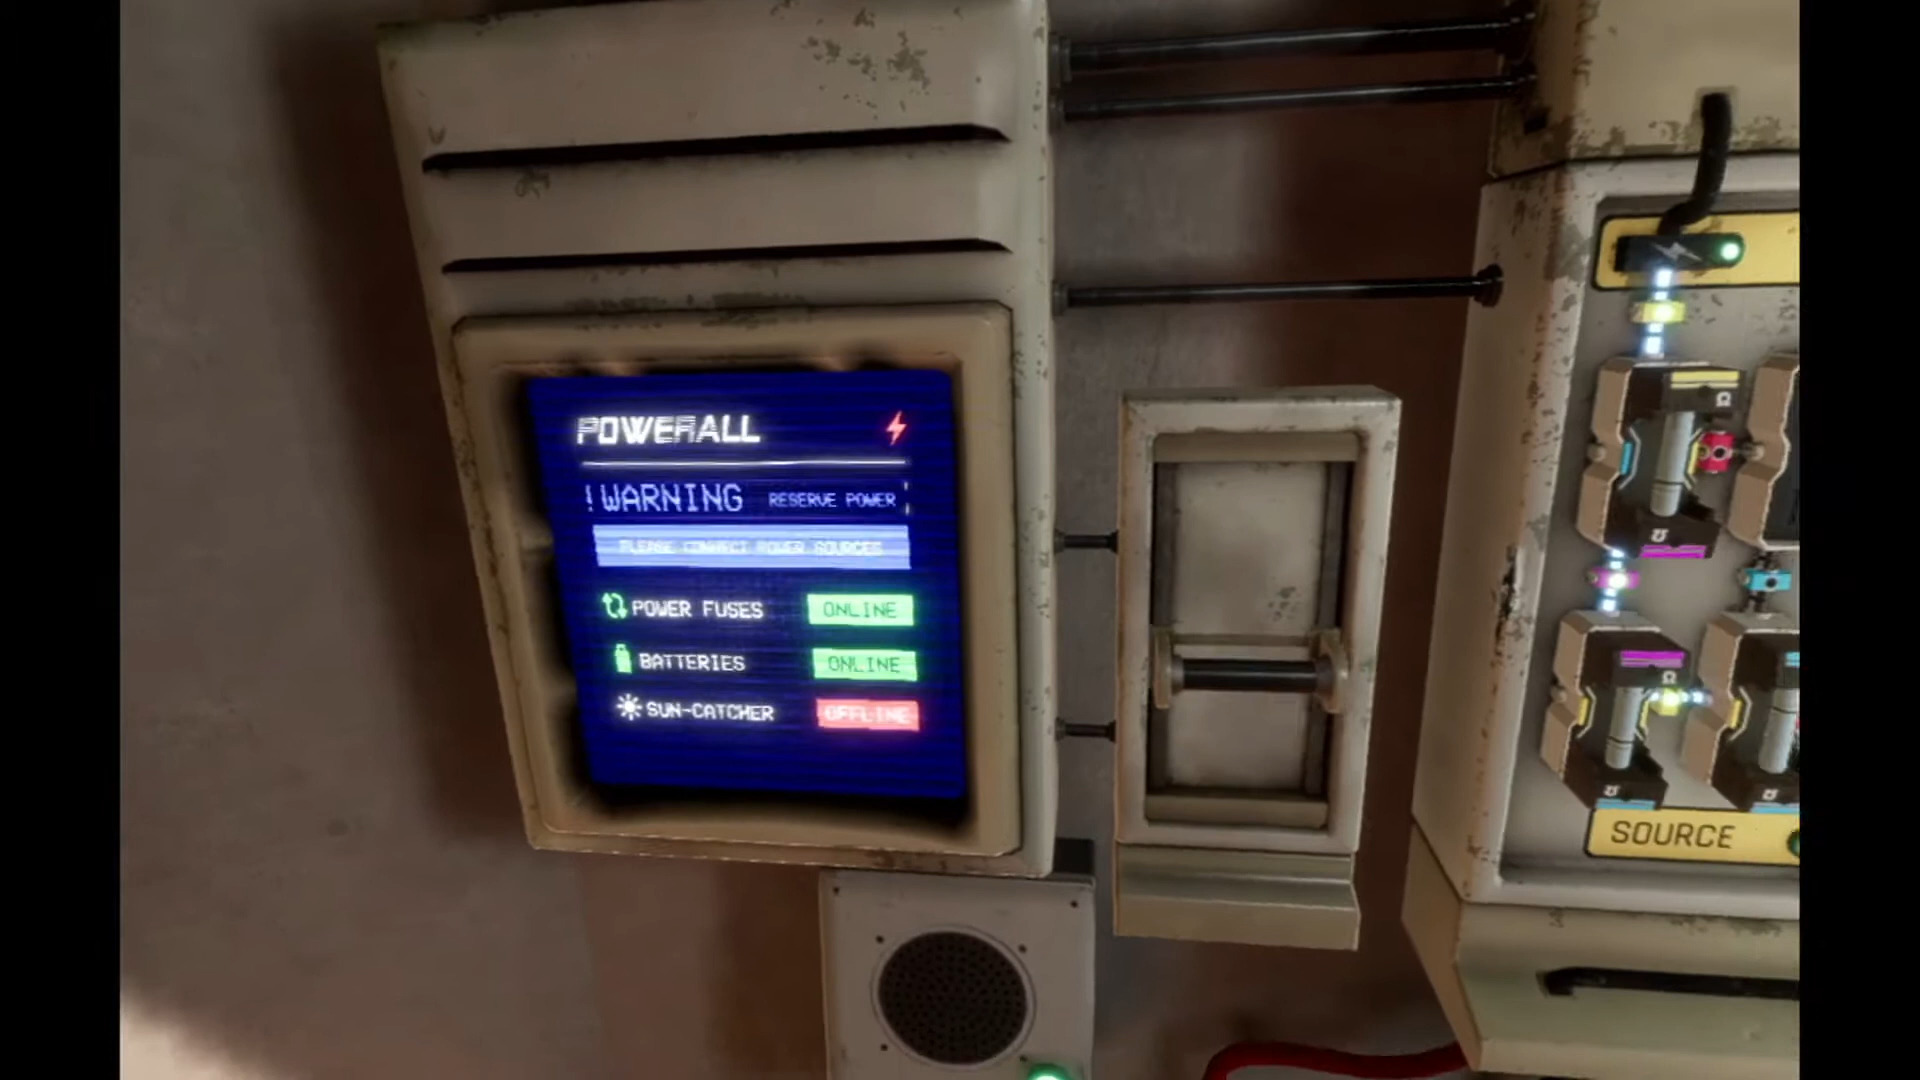 POWERALL
!WARNING RESERVE POWER
PLEASE CONNECT POWER SOURCES
POWER FUSES ONLINE
BATTERIES ONLINE
SUN-CATCHER OFFLINE
SOURCE